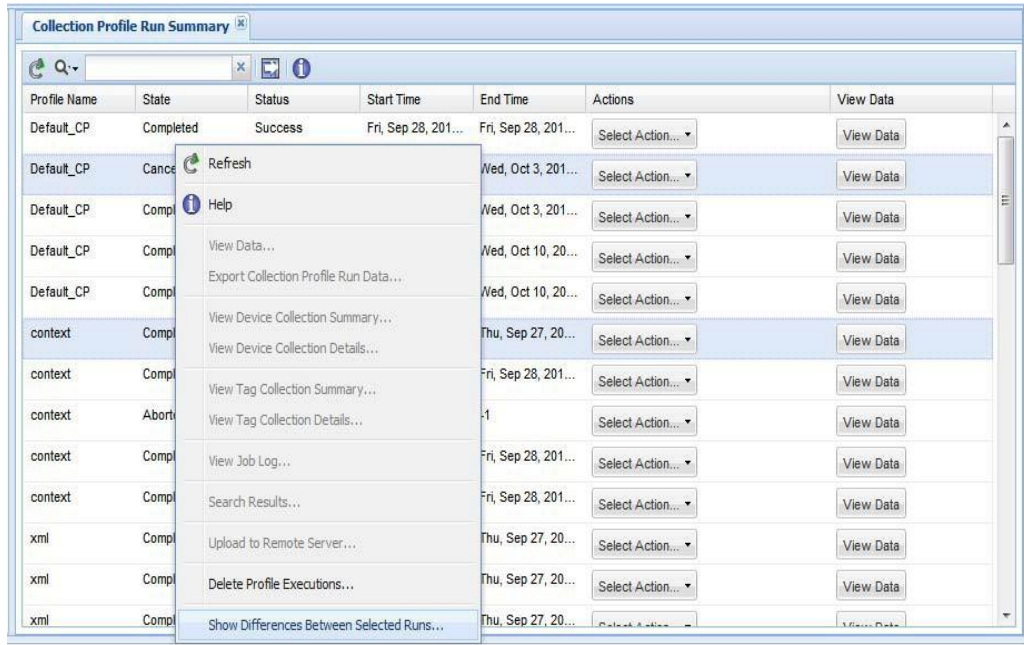 Collection Profile Run Summary
Profile Name State Status Start Time End Time Actions View Data
Default_CP Completed Success Fri, Sep 28, 201... Fri, Sep 28, 201... Select Action... View Data
Default_CP Cance Wed, Oct 3, 201... Select Action... View Data
Default_CP Compl Wed, Oct 3, 201... Select Action... View Data
Default_CP Compl Wed, Oct 10, 20... Select Action... View Data
Default_CP Compl Wed, Oct 10, 20... Select Action... View Data
context Compl Thu, Sep 27, 20... Select Action... View Data
context Compl Fri, Sep 28, 201... Select Action... View Data
context Aborte -1 Select Action... View Data
context Compl Fri, Sep 28, 201... Select Action... View Data
context Compl Fri, Sep 28, 201... Select Action... View Data
xml Compl Thu, Sep 27, 20... Select Action... View Data
xml Compl Thu, Sep 27, 20... Select Action... View Data
xml Compl Thu, Sep 27, 20...
Refresh
Help
View Data...
Export Collection Profile Run Data...
View Device Collection Summary...
View Device Collection Details...
View Tag Collection Summary...
View Tag Collection Details...
View Job Log...
Search Results...
Upload to Remote Server...
Delete Profile Executions...
Show Differences Between Selected Runs...